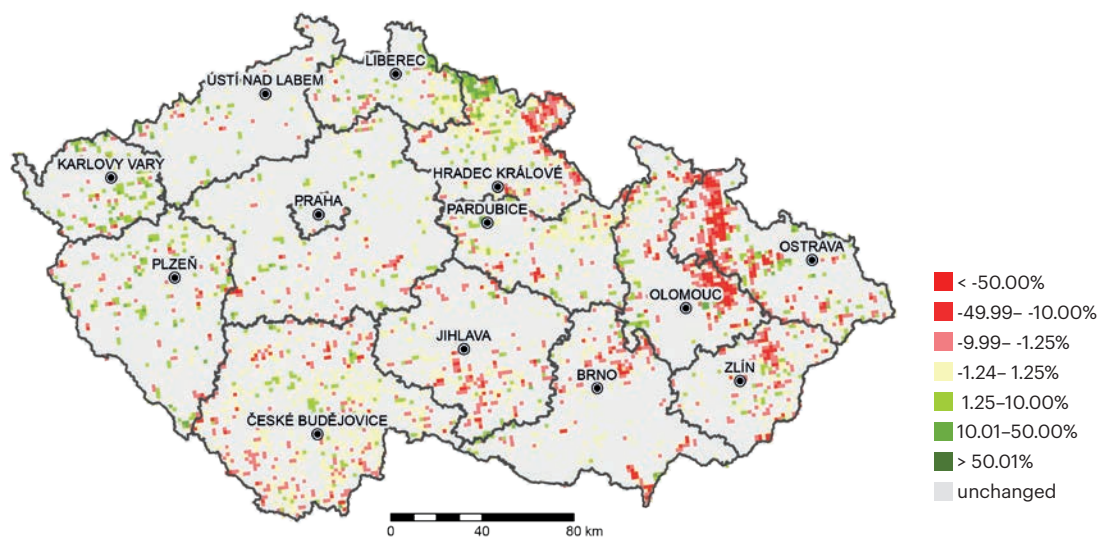 LIBEREC
ÚSTÍ NAD LABEM
KARLOVY VARY
HRADEC KRÁLOVÉ
PRAHA
PARDUBICE
PLZEŇ
OSTRAVA
OLOMOUC
JIHLAVA
BRNO
ZLÍN
ČESKÉ BUDĚJOVICE
0 40 80 km
< -50.00%
-49.99– -10.00%
-9.99– -1.25%
-1.24– 1.25%
1.25–10.00%
10.01–50.00%
> 50.01%
unchanged